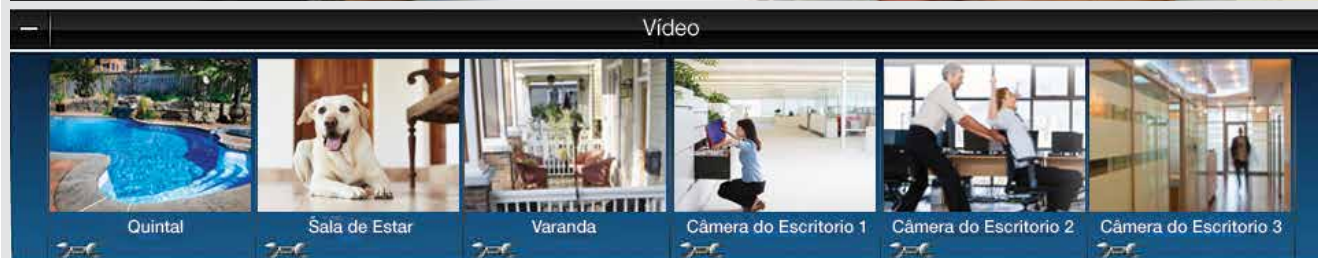 Vídeo
Quintal
Sala de Estar
Varanda
Câmera do Escritorio 1
Câmera do Escritorio 2
Câmera do Escritorio 3